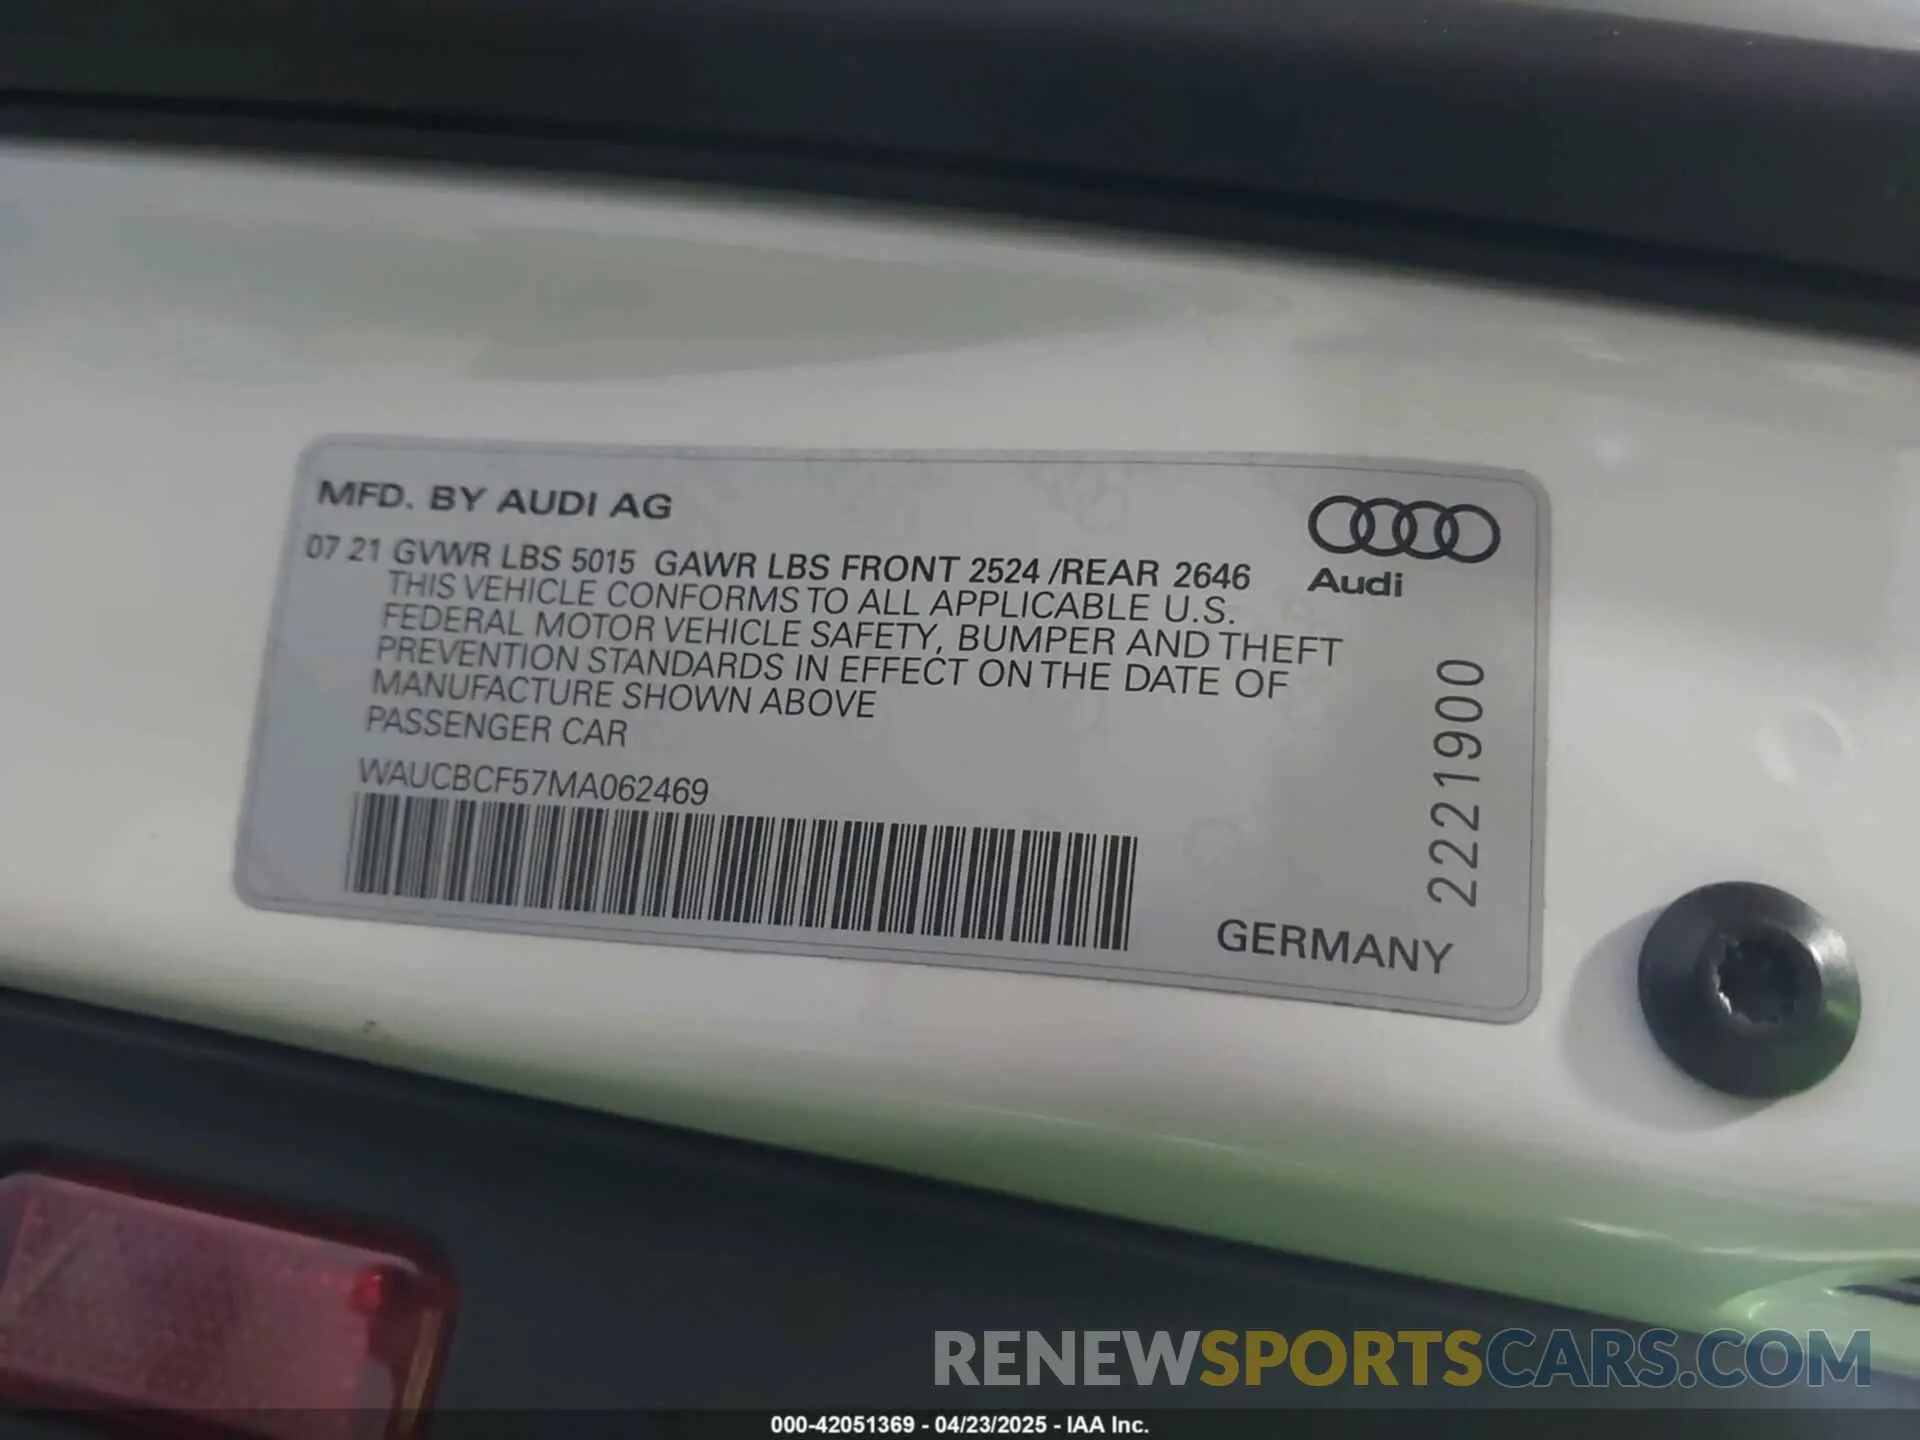 MFD. BY AUDI AG
07 21 GVWR LBS 5015 GAWR LBS FRONT 2524 /REAR 2646
THIS VEHICLE CONFORMS TO ALL APPLICABLE U.S.
FEDERAL MOTOR VEHICLE SAFETY, BUMPER AND THEFT
PREVENTION STANDARDS IN EFFECT ON THE DATE OF
MANUFACTURE SHOWN ABOVE
PASSENGER CAR
WAUCBCF57MA062469
Audi
2221900
GERMANY
RENEWSPORTSCARS.COM
000-42051369 - 04/23/2025 - IAA Inc.